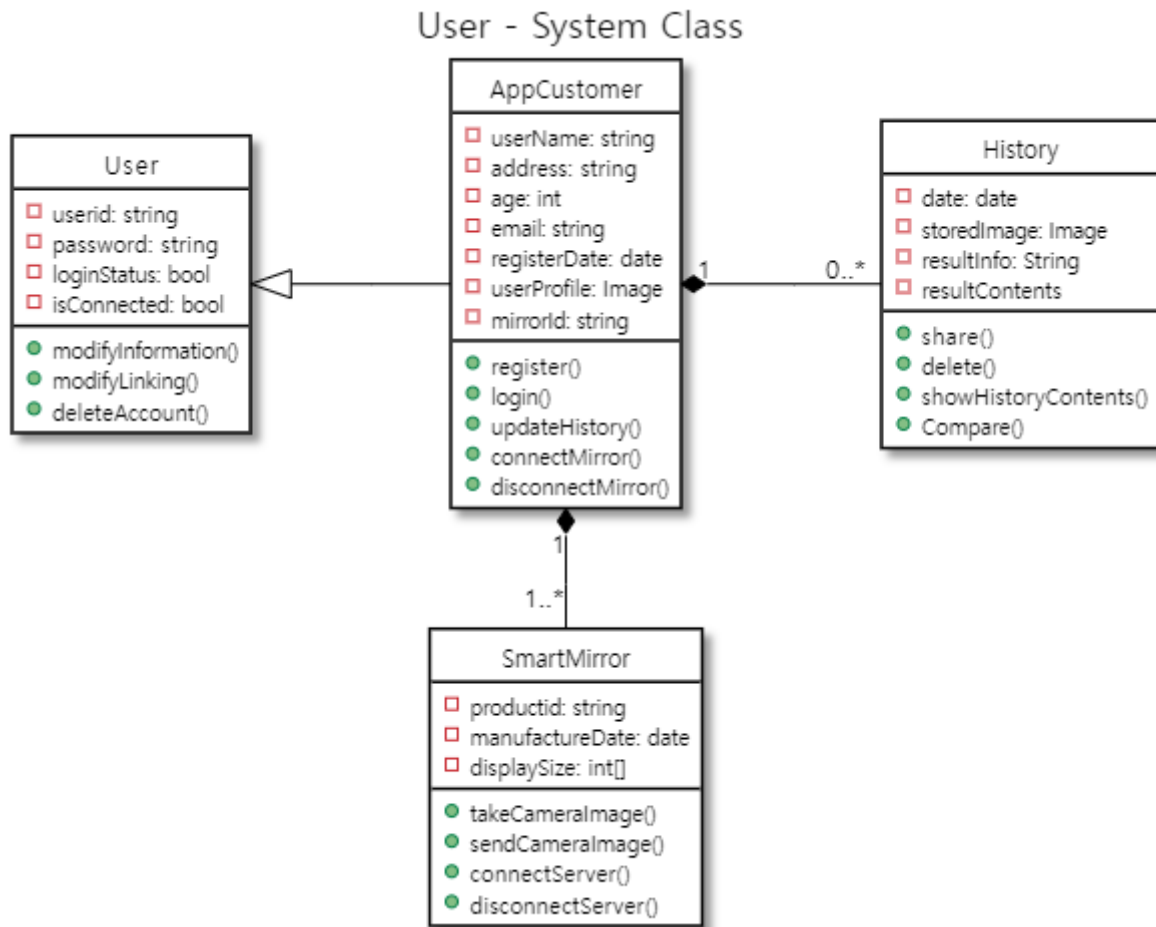 User - System Class
AppCustomer
userName: string
address: string
age: int
email: string
registerDate: date
userProfile: Image
mirrorId: string
register()
login()
updateHistory()
connectMirror()
disconnectMirror()
User
userid: string
password: string
loginStatus: bool
isConnected: bool
modifyInformation()
modifyLinking()
deleteAccount()
1
0..*
History
date: date
storedImage: Image
resultInfo: String
resultContents
share()
delete()
showHistoryContents()
Compare()
1
1..*
SmartMirror
productid: string
manufactureDate: date
displaySize: int[]
takeCameraImage()
sendCameraImage()
connectServer()
disconnectServer()